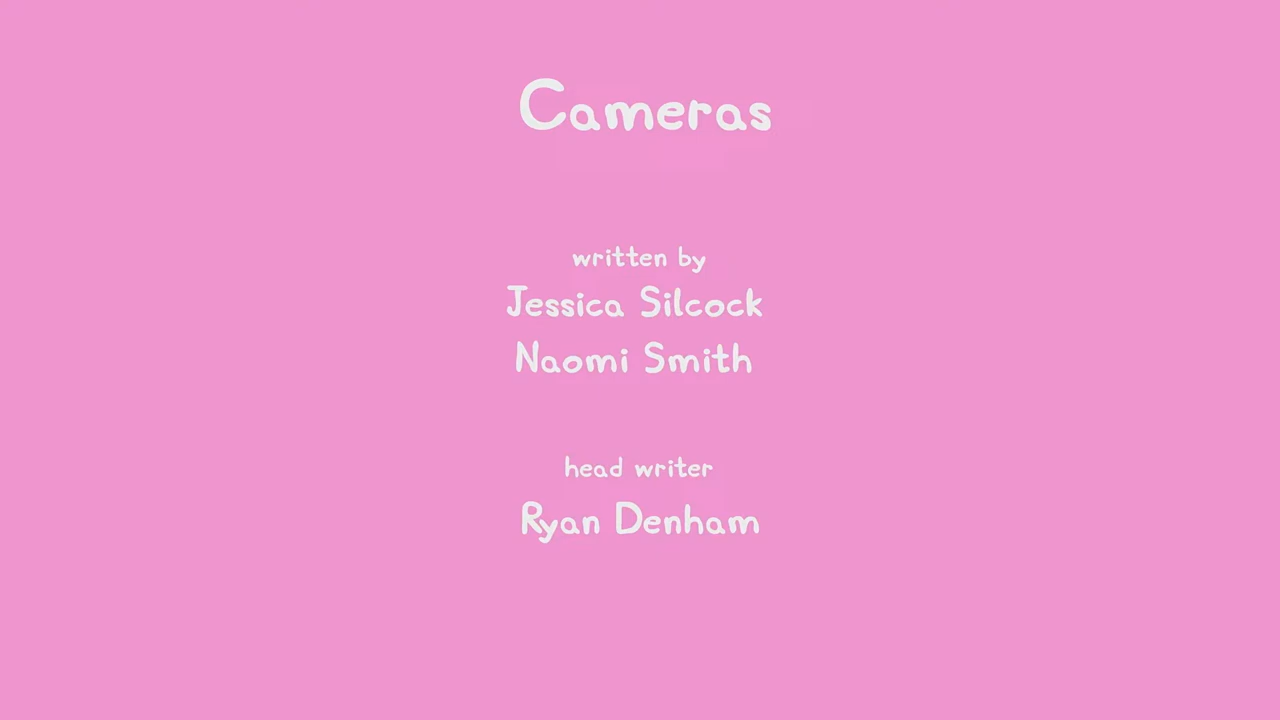 Cameras
written by
Jessica Silcock
Naomi Smith
head writer
Ryan Denham